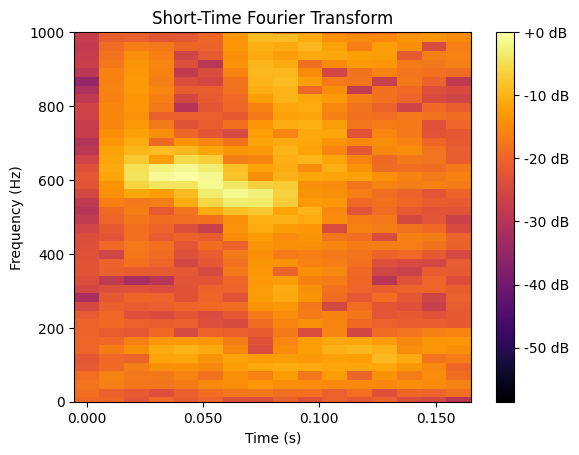 Short-Time Fourier Transform
1000
800
600
400
200
0
Frequency (Hz)
0.000
0.050
0.100
0.150
Time (s)
+0 dB
-10 dB
-20 dB
-30 dB
-40 dB
-50 dB